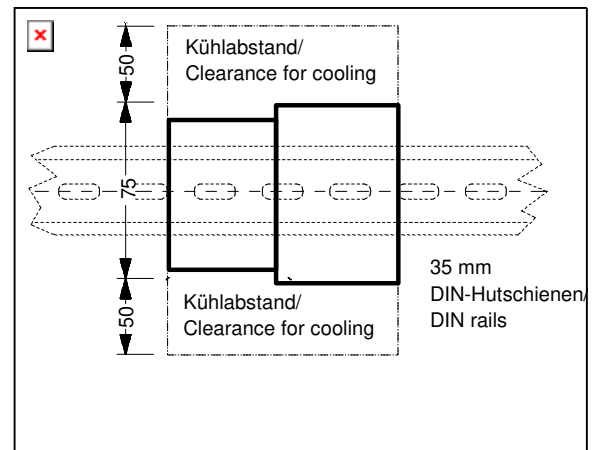 50
Kühlabstand/
Clearance for cooling
75
35 mm
DIN-Hutschienen/
DIN rails
50
Kühlabstand/
Clearance for cooling